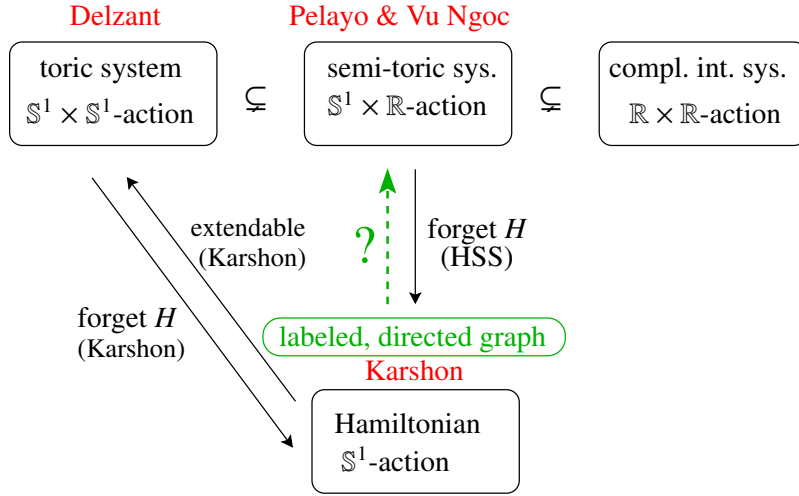 Delzant
Pelayo & Vu Ngoc
toric system
𝕊¹ × 𝕊¹-action
⊊
semi-toric sys.
𝕊¹ × ℝ-action
⊊
compl. int. sys.
ℝ × ℝ-action
extendable
(Karshon)
?
forget H
(HSS)
forget H
(Karshon)
labeled, directed graph
Karshon
Hamiltonian
𝕊¹-action